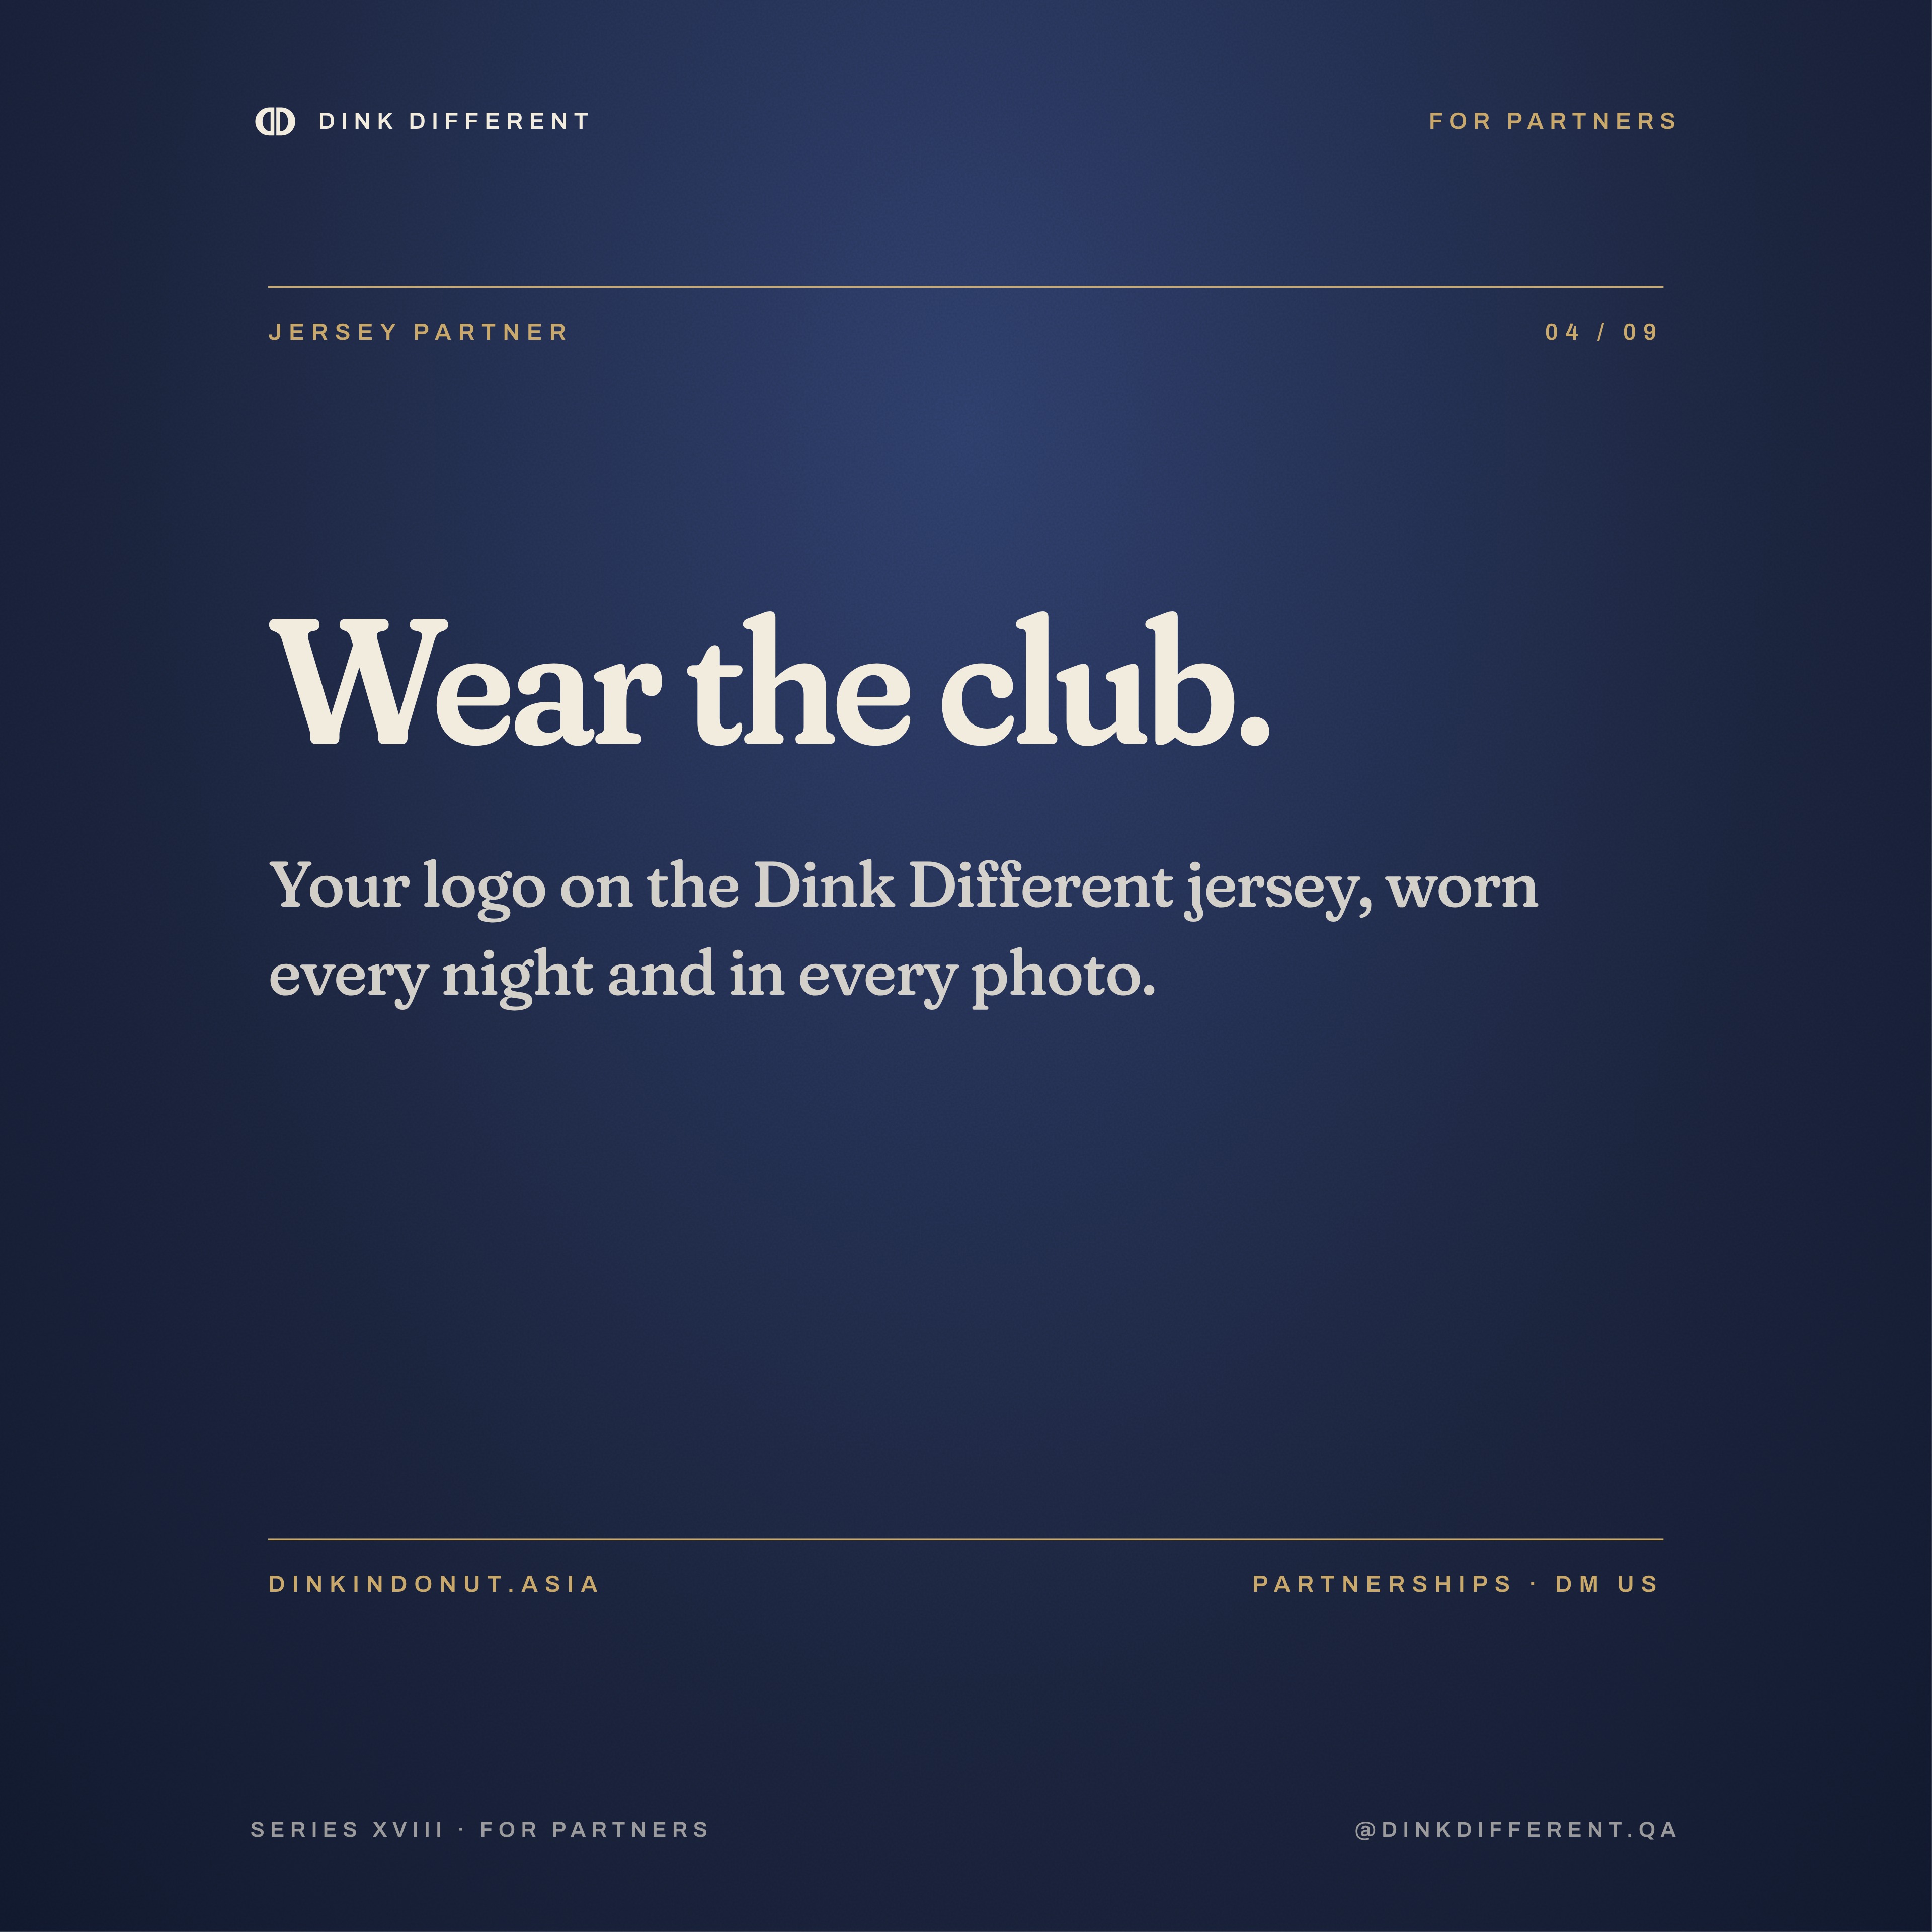 DINK DIFFERENT
FOR PARTNERS
JERSEY PARTNER
04 / 09
Wear the club.
Your logo on the Dink Different jersey, worn
every night and in every photo.
DINKINDONUT.ASIA
PARTNERSHIPS · DM US
SERIES XVIII · FOR PARTNERS
@DINKDIFFERENT.QA